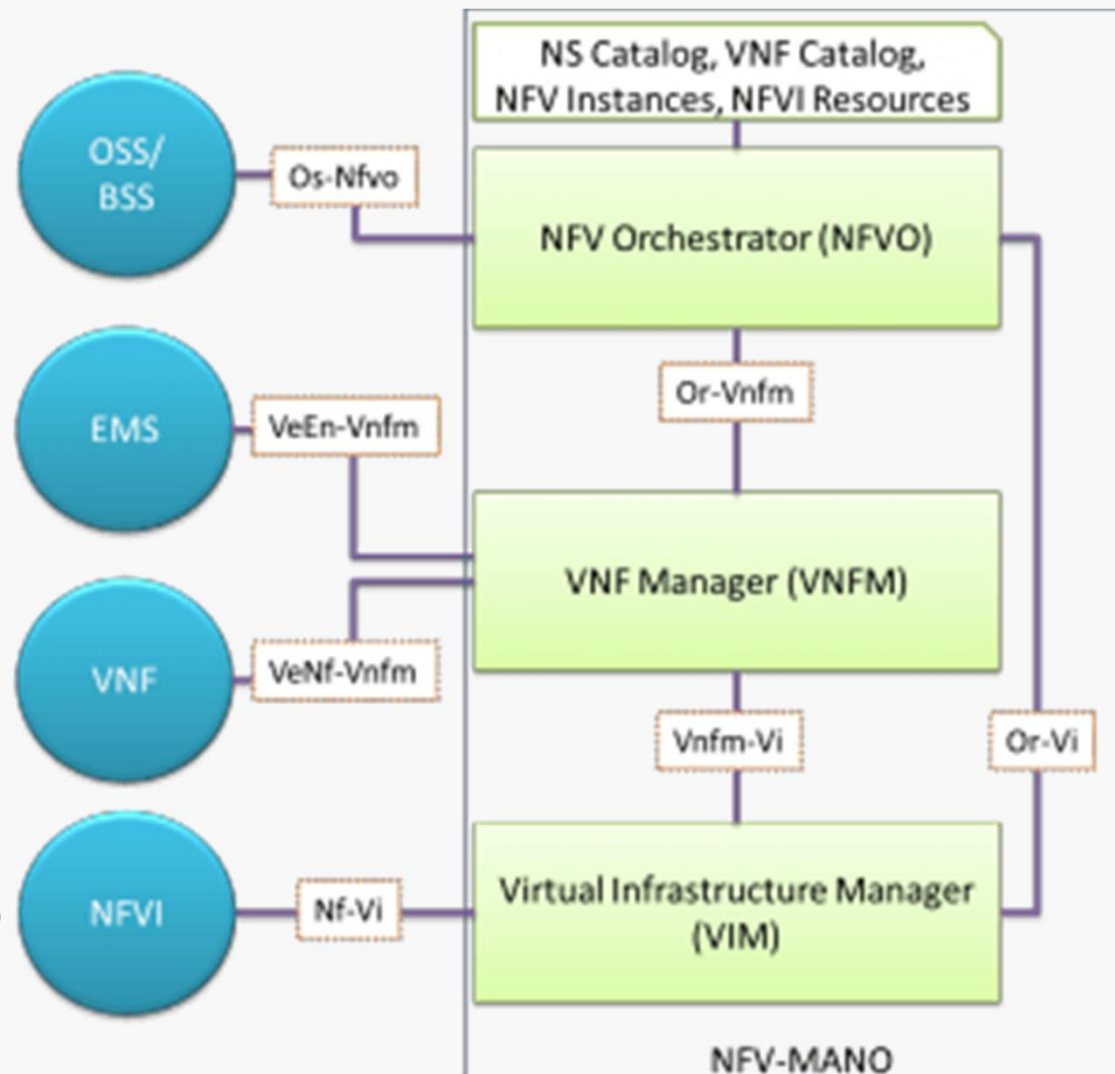 NS Catalog, VNF Catalog,
NFV Instances, NFVI Resources
OSS/
BSS
Os-Nfvo
NFV Orchestrator (NFVO)
Or-Vnfm
EMS
VeEn-Vnfm
VNF Manager (VNFM)
VNF
VeNf-Vnfm
Vnfm-Vi
Or-Vi
NFVI
Nf-Vi
Virtual Infrastructure Manager
(VIM)
NFV-MANO